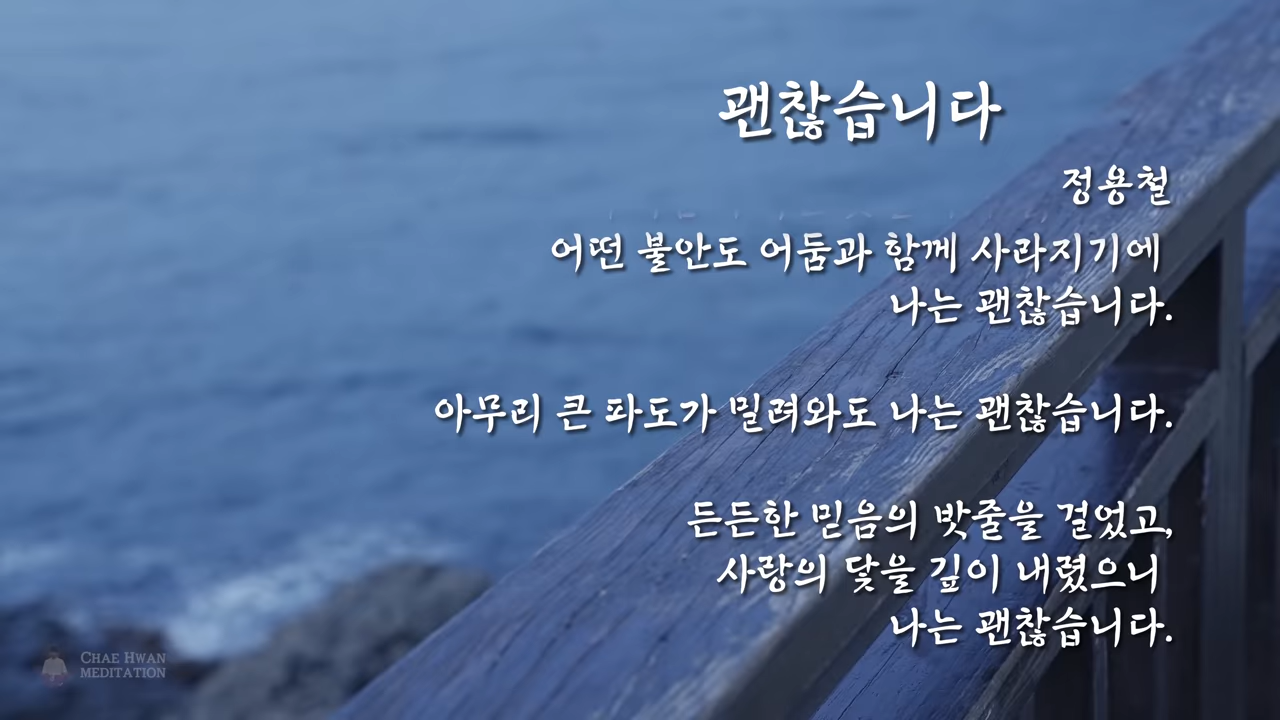 괜찮습니다
정용철
어떤 불안도 어둠과 함께 사라지기에
나는 괜찮습니다.
아무리 큰 파도가 밀려와도 나는 괜찮습니다.
든든한 믿음의 밧줄을 걸었고,
사랑의 닻을 깊이 내렸으니
나는 괜찮습니다.
CHAE HWAN
MEDITATION